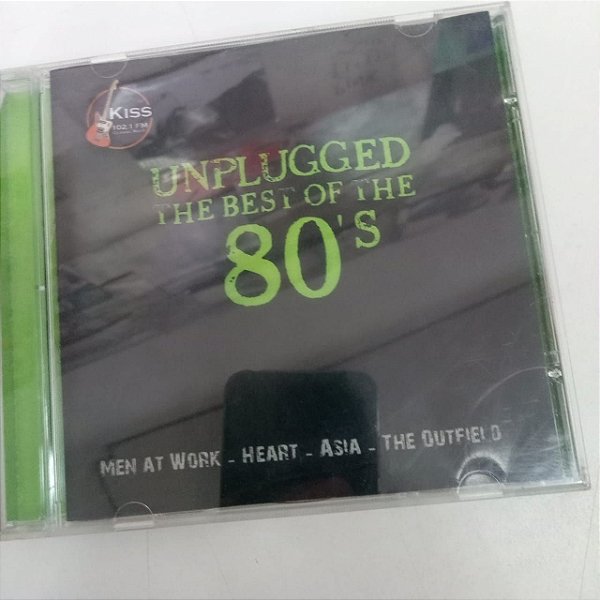 KISS
102,1 FM
UNPLUGGED
THE BEST OF THE
80'S
MEN AT WORK - HEART - ASIA - THE OUTFIELD